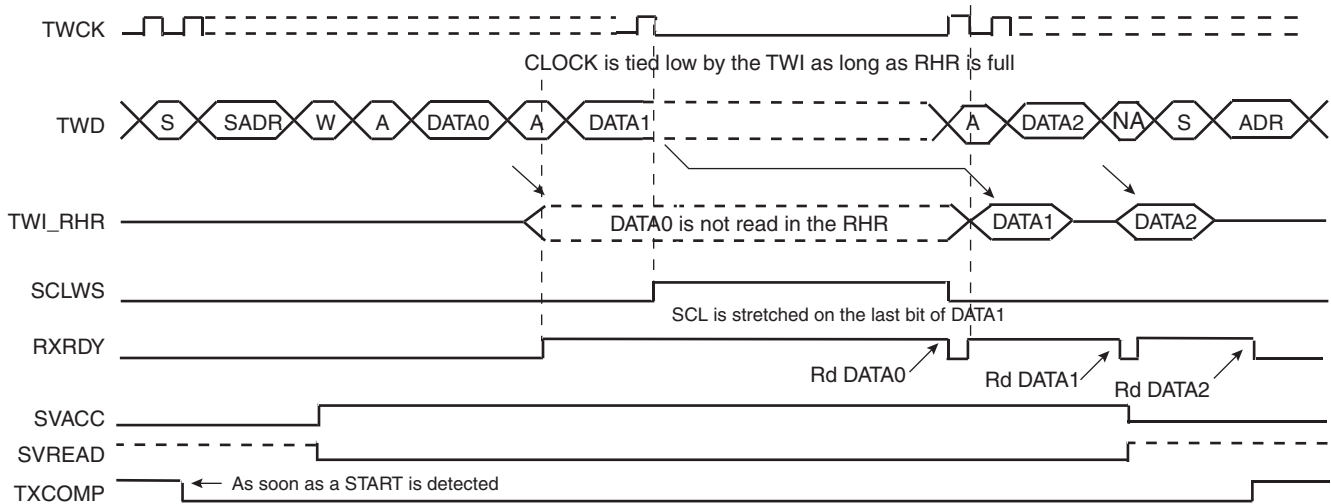 TWCK
CLOCK is tied low by the TWI as long as RHR is full
TWD S SADR W A DATA0 A DATA1 A DATA2 NA S ADR
TWI_RHR DATA0 is not read in the RHR DATA1 DATA2
SCLWS
SCL is stretched on the last bit of DATA1
RXRDY
Rd DATA0 Rd DATA1 Rd DATA2
SVACC
SVREAD
TXCOMP As soon as a START is detected